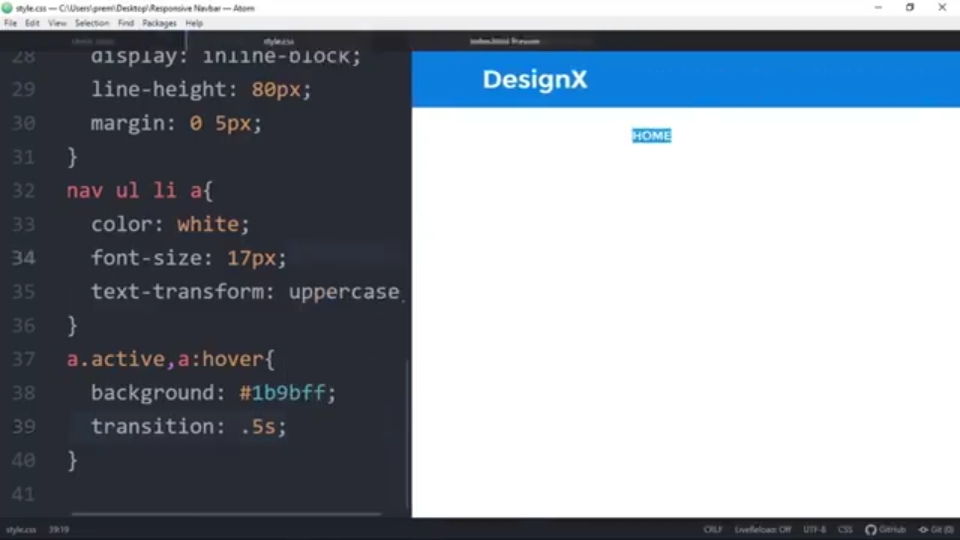 style.css — C:\Users\prem\Desktop\Responsive Navbar — Atom
File Edit View Selection Find Packages Help
style.css
28 display: inline-block;
29 line-height: 80px;
30 margin: 0 5px;
31 }
32 nav ul li a{
33 color: white;
34 font-size: 17px;
35 text-transform: uppercase
36 }
37 a.active,a:hover{
38 background: #1b9bff;
39 transition: .5s;
40 }
41
DesignX
HOME
style.css 39:19 CRLF LiveReload: Off UTF-8 CSS GitHub Git (0)